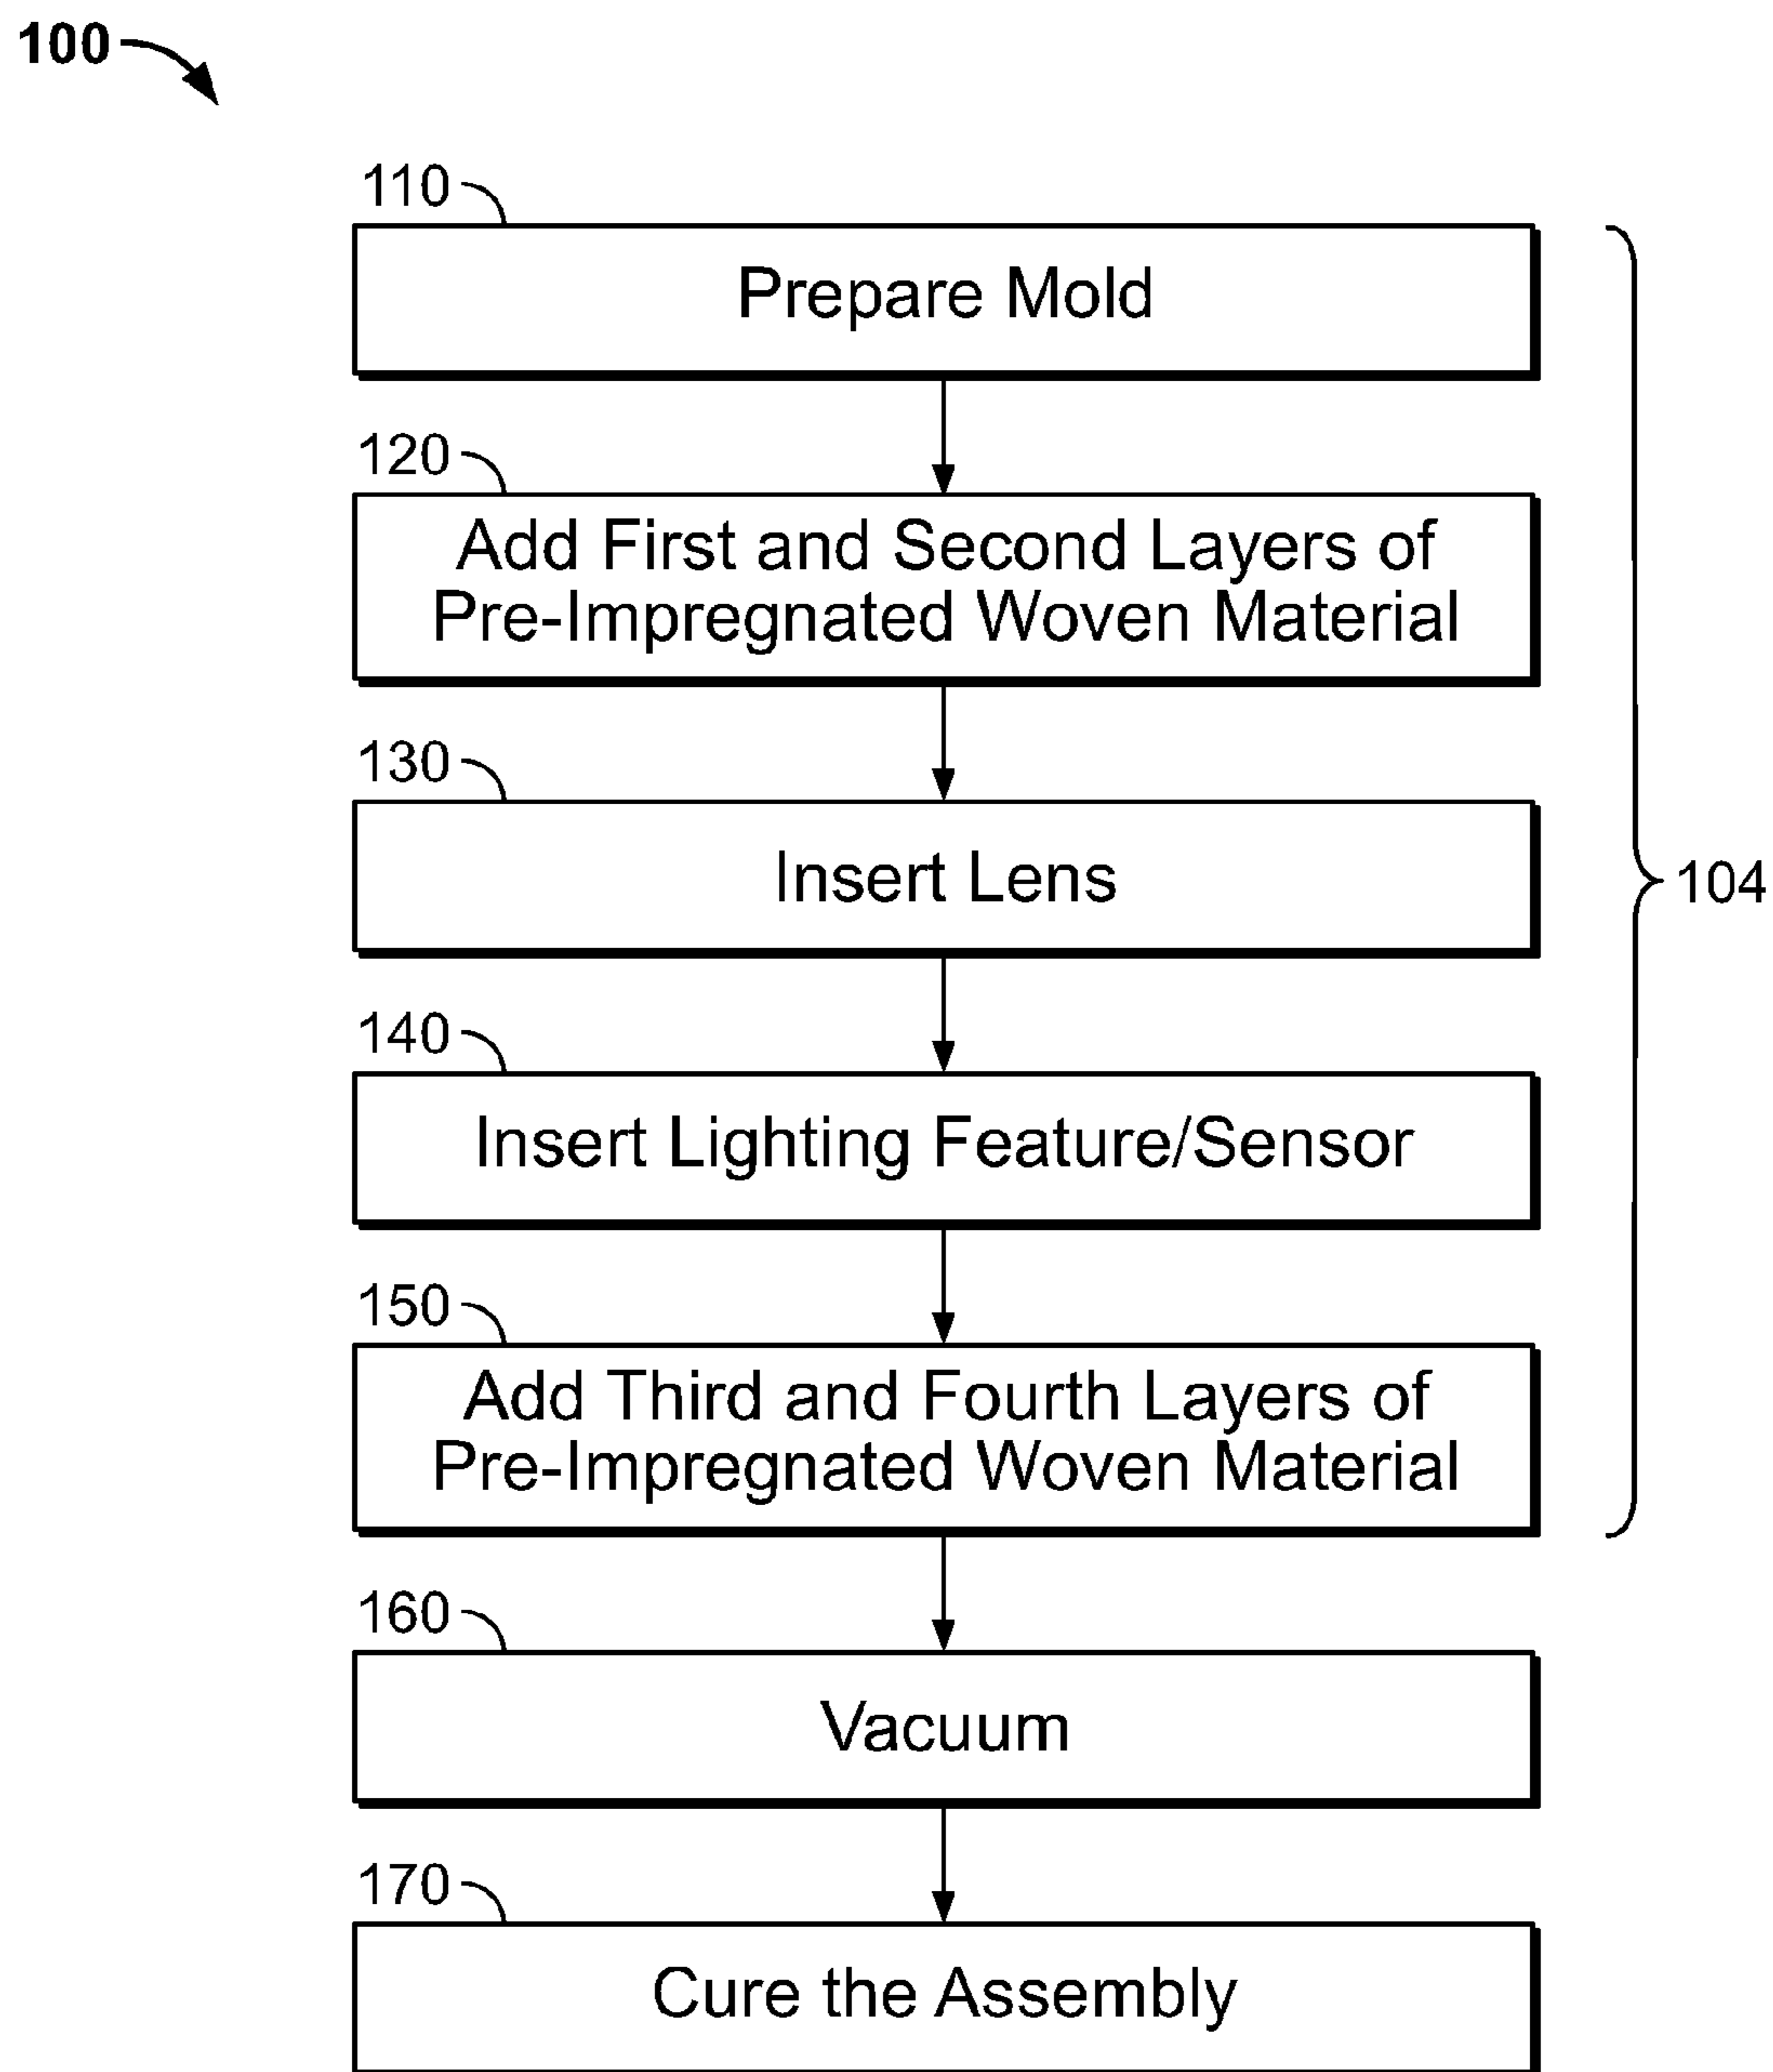 100
110
Prepare Mold
120
Add First and Second Layers of
Pre-Impregnated Woven Material
130
Insert Lens
104
140
Insert Lighting Feature/Sensor
150
Add Third and Fourth Layers of
Pre-Impregnated Woven Material
160
Vacuum
170
Cure the Assembly